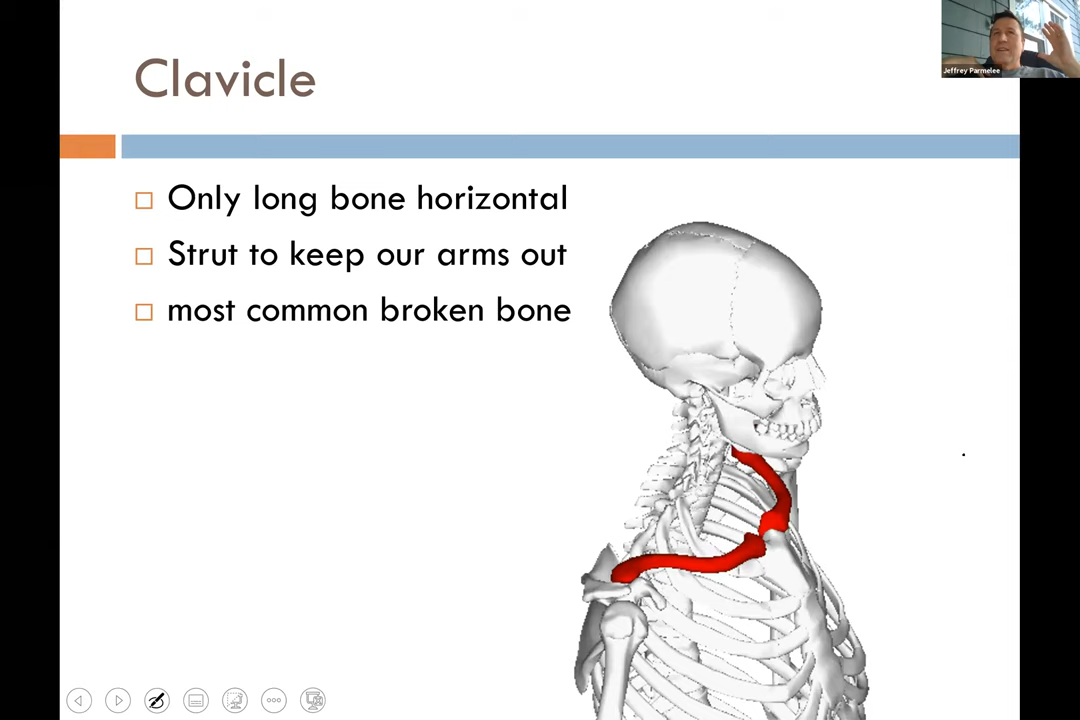 Clavicle
Jeffrey Parmelee
Only long bone horizontal
Strut to keep our arms out
most common broken bone